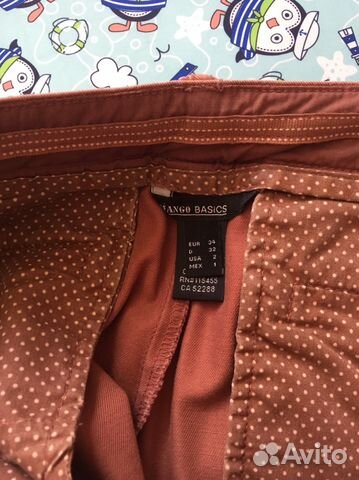 MANGO BASICS
EUR 34
P 32
USA 2
MEX 1
RN#115455
CA 52288
Avito